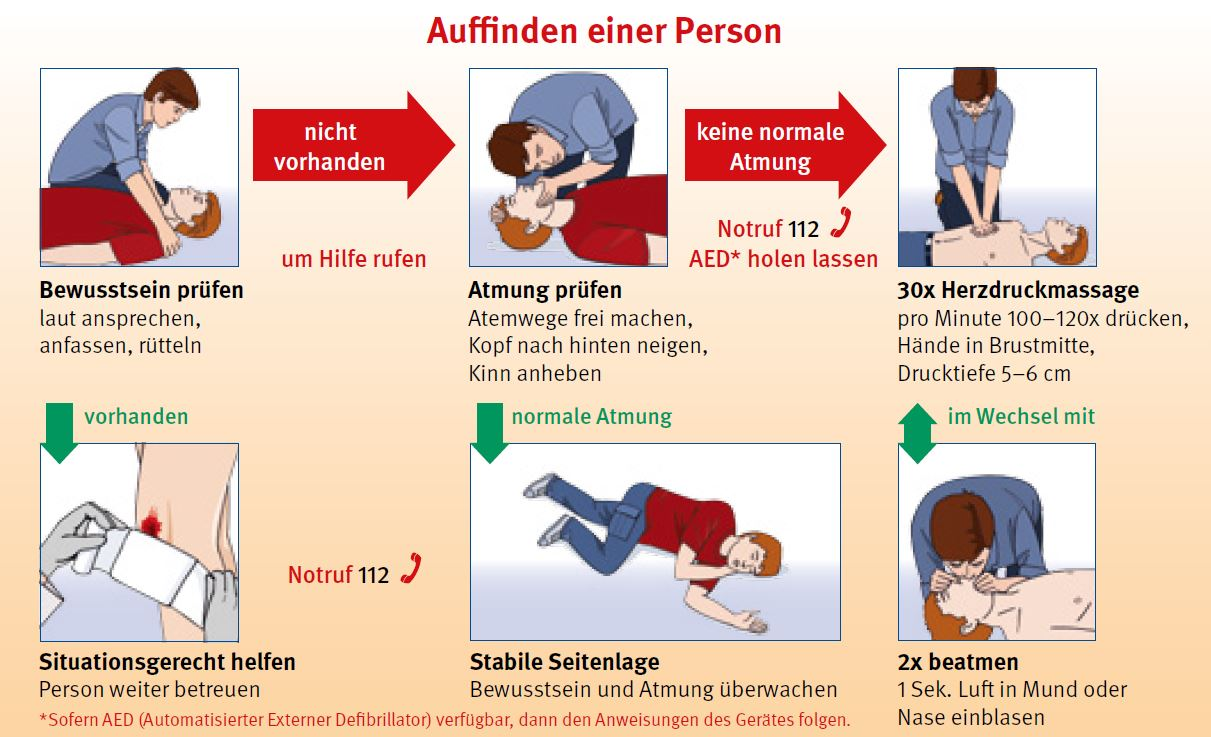 Auffinden einer Person
nicht
vorhanden
um Hilfe rufen
keine normale
Atmung
Notruf 112
AED* holen lassen
Bewusstsein prüfen
laut ansprechen,
anfassen, rütteln
Atmung prüfen
Atemwege frei machen,
Kopf nach hinten neigen,
Kinn anheben
30x Herzdruckmassage
pro Minute 100–120x drücken,
Hände in Brustmitte,
Drucktiefe 5–6 cm
vorhanden
normale Atmung
im Wechsel mit
Notruf 112
Situationsgerecht helfen
Person weiter betreuen
Stabile Seitenlage
Bewusstsein und Atmung überwachen
2x beatmen
1 Sek. Luft in Mund oder
Nase einblasen
*Sofern AED (Automatisierter Externer Defibrillator) verfügbar, dann den Anweisungen des Gerätes folgen.